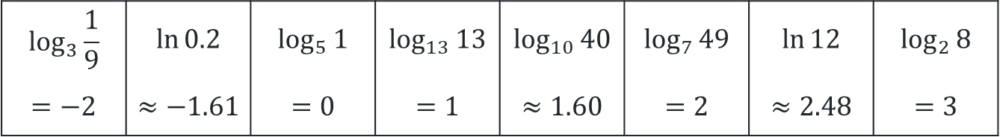 log₃ 1/9 ln 0.2 log₅ 1 log₁₃ 13 log₁₀ 40 log₇ 49 ln 12 log₂ 8
= −2 ≈ −1.61 = 0 = 1 ≈ 1.60 = 2 ≈ 2.48 = 3